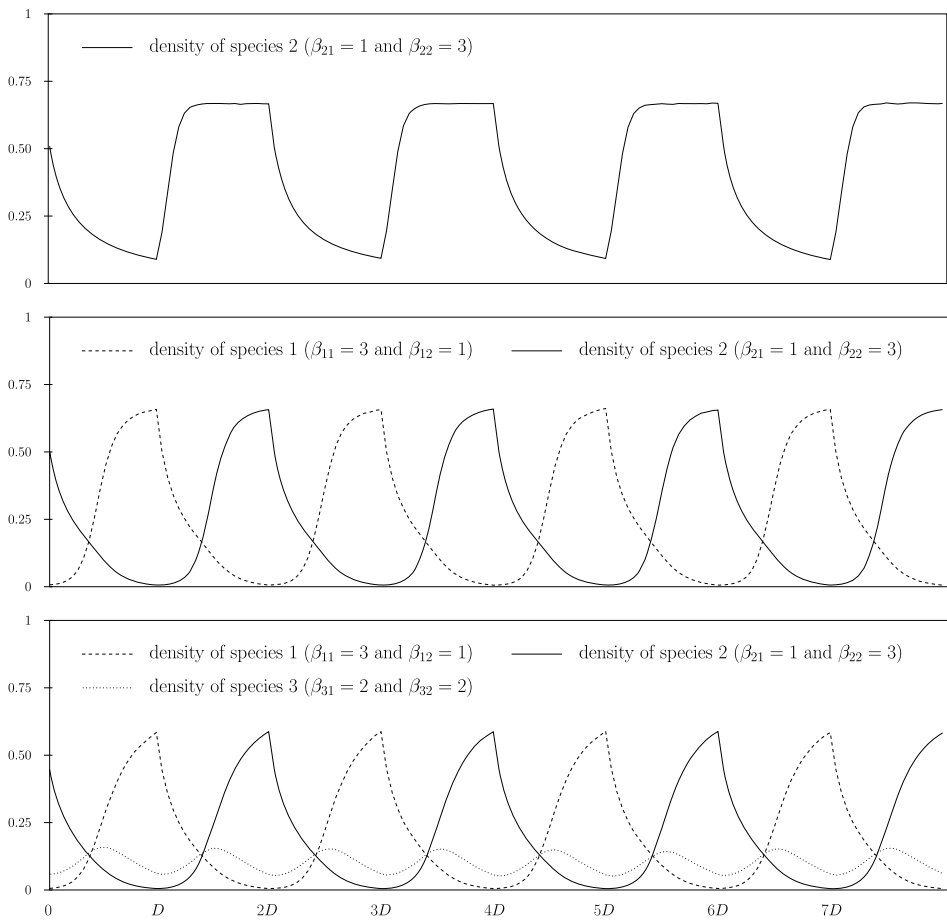 1
density of species 2 (β₂₁ = 1 and β₂₂ = 3)
0.75
0.50
0.25
0
1
density of species 1 (β₁₁ = 3 and β₁₂ = 1)
density of species 2 (β₂₁ = 1 and β₂₂ = 3)
0.75
0.50
0.25
0
1
density of species 1 (β₁₁ = 3 and β₁₂ = 1)
density of species 2 (β₂₁ = 1 and β₂₂ = 3)
density of species 3 (β₃₁ = 2 and β₃₂ = 2)
0.75
0.50
0.25
0
0 D 2D 3D 4D 5D 6D 7D